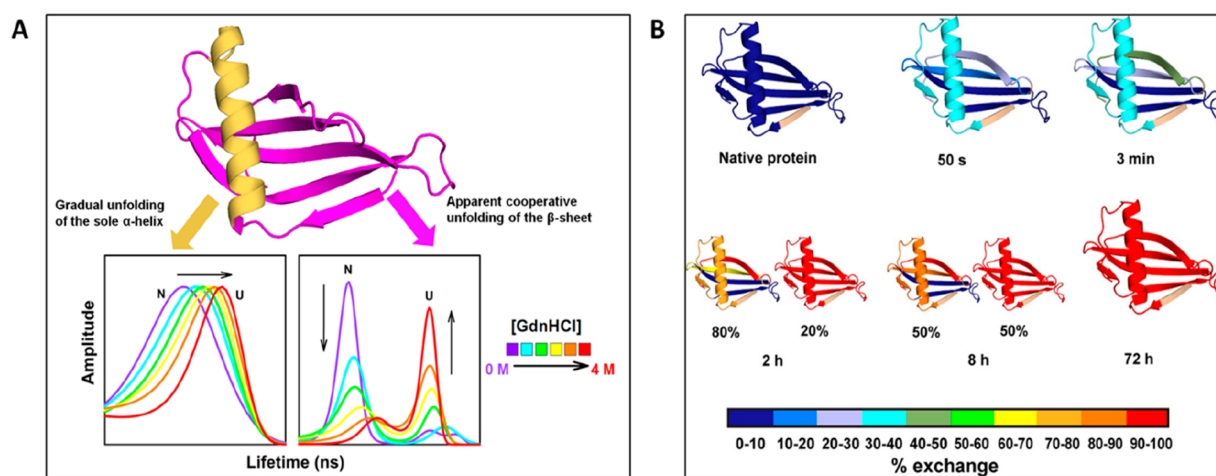 A
Gradual unfolding
of the sole α-helix
Apparent cooperative
unfolding of the β-sheet
N
U
N
U
Amplitude
Lifetime (ns)
[GdnHCl]
0 M
4 M
B
Native protein
50 s
3 min
80%
20%
50%
50%
2 h
8 h
72 h
0-10 10-20 20-30 30-40 40-50 50-60 60-70 70-80 80-90 90-100
% exchange